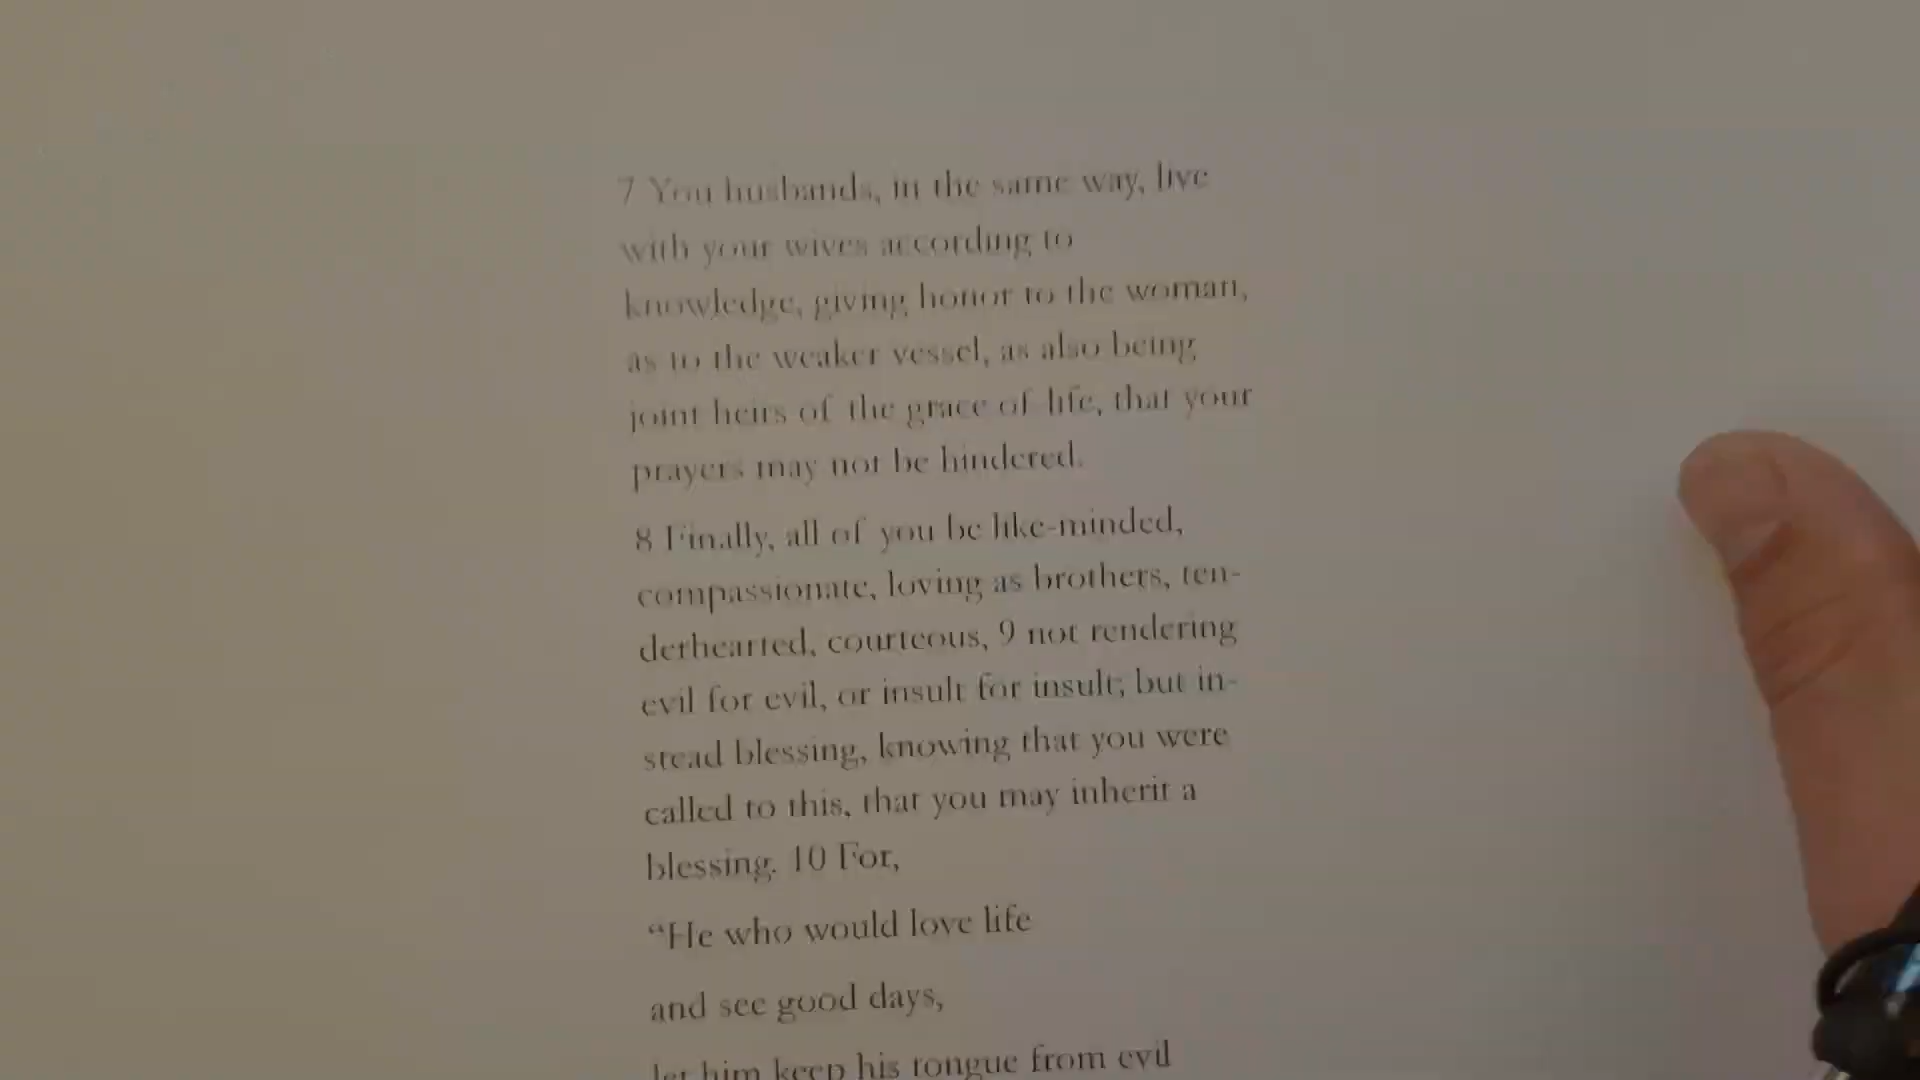 7 You husbands, in the same way, live
with your wives according to
knowledge, giving honor to the woman,
as to the weaker vessel, as also being
joint heirs of the grace of life, that your
prayers may not be hindered.
8 Finally, all of you be like-minded,
compassionate, loving as brothers, ten-
derhearted, courteous, 9 not rendering
evil for evil, or insult for insult; but in-
stead blessing, knowing that you were
called to this, that you may inherit a
blessing. 10 For,
“He who would love life
and see good days,
let him keep his tongue from evil